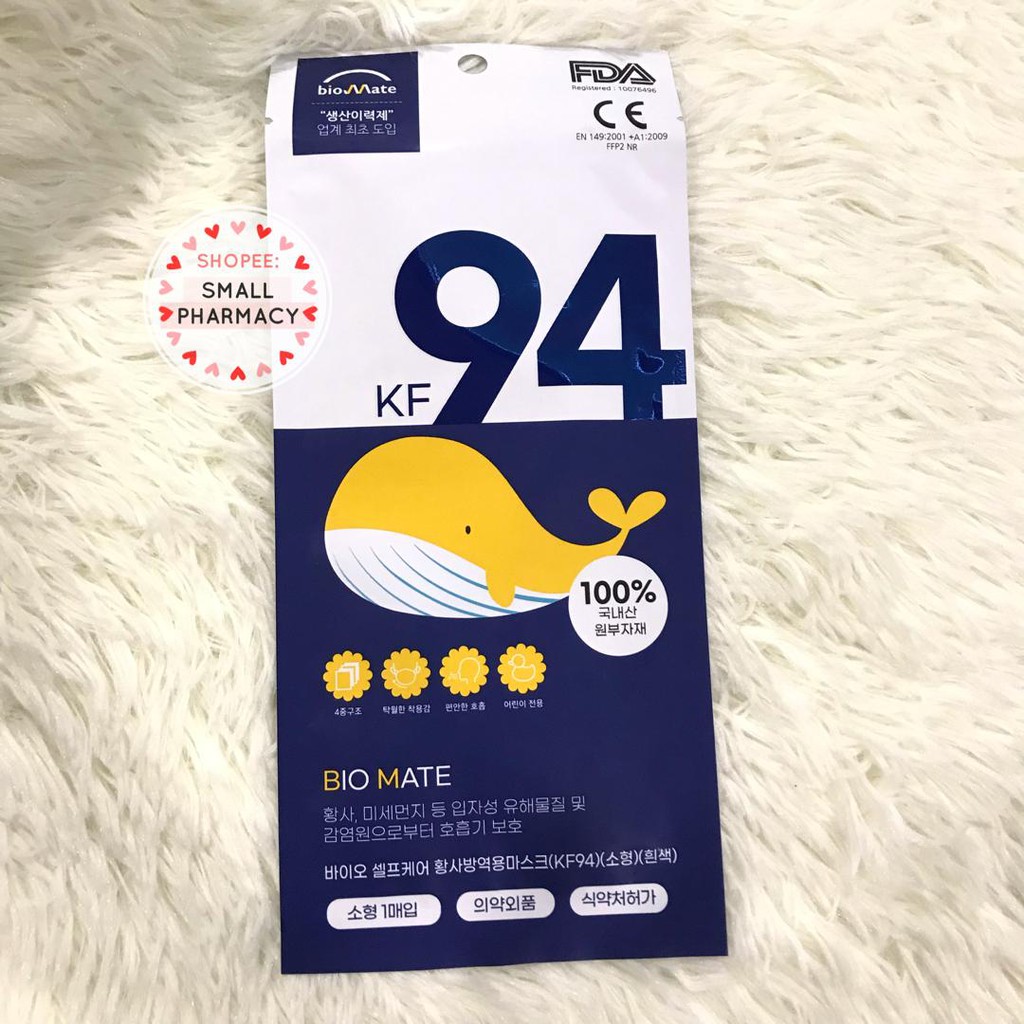 bioMate
"생산이력제"
업계 최초 도입
FDA
Registered : 10076496
CE
EN 149:2001 +A1:2009
FFP2 NR
SHOPEE:
SMALL
PHARMACY
KF94
100%
국내산
원부자재
4중구조
탁월한 착용감
편안한 호흡
어린이 전용
BIO MATE
황사, 미세먼지 등 입자성 유해물질 및
감염원으로부터 호흡기 보호
바이오 셀프케어 황사방역용마스크(KF94)(소형)(흰색)
소형 1매입
의약외품
식약처허가